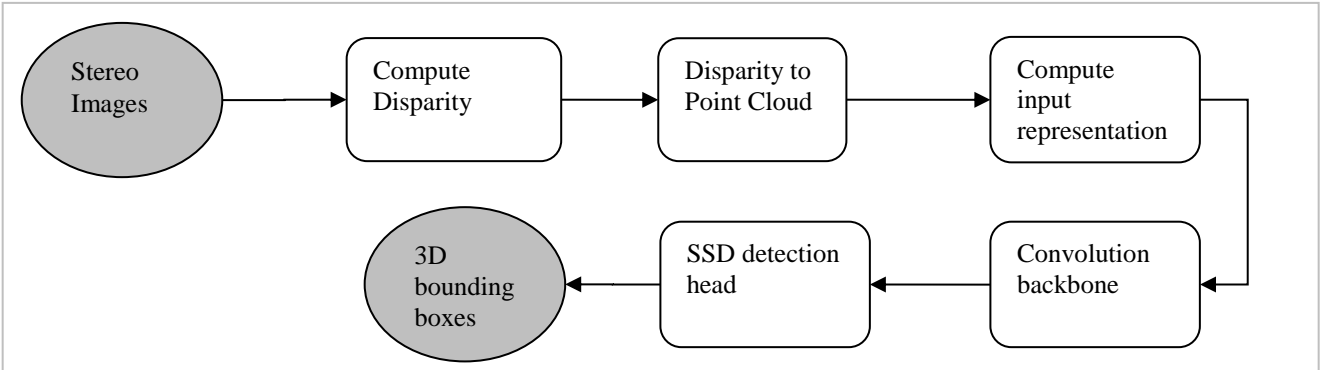 Stereo
Images
Compute
Disparity
Disparity to
Point Cloud
Compute
input
representation
Convolution
backbone
SSD detection
head
3D
bounding
boxes